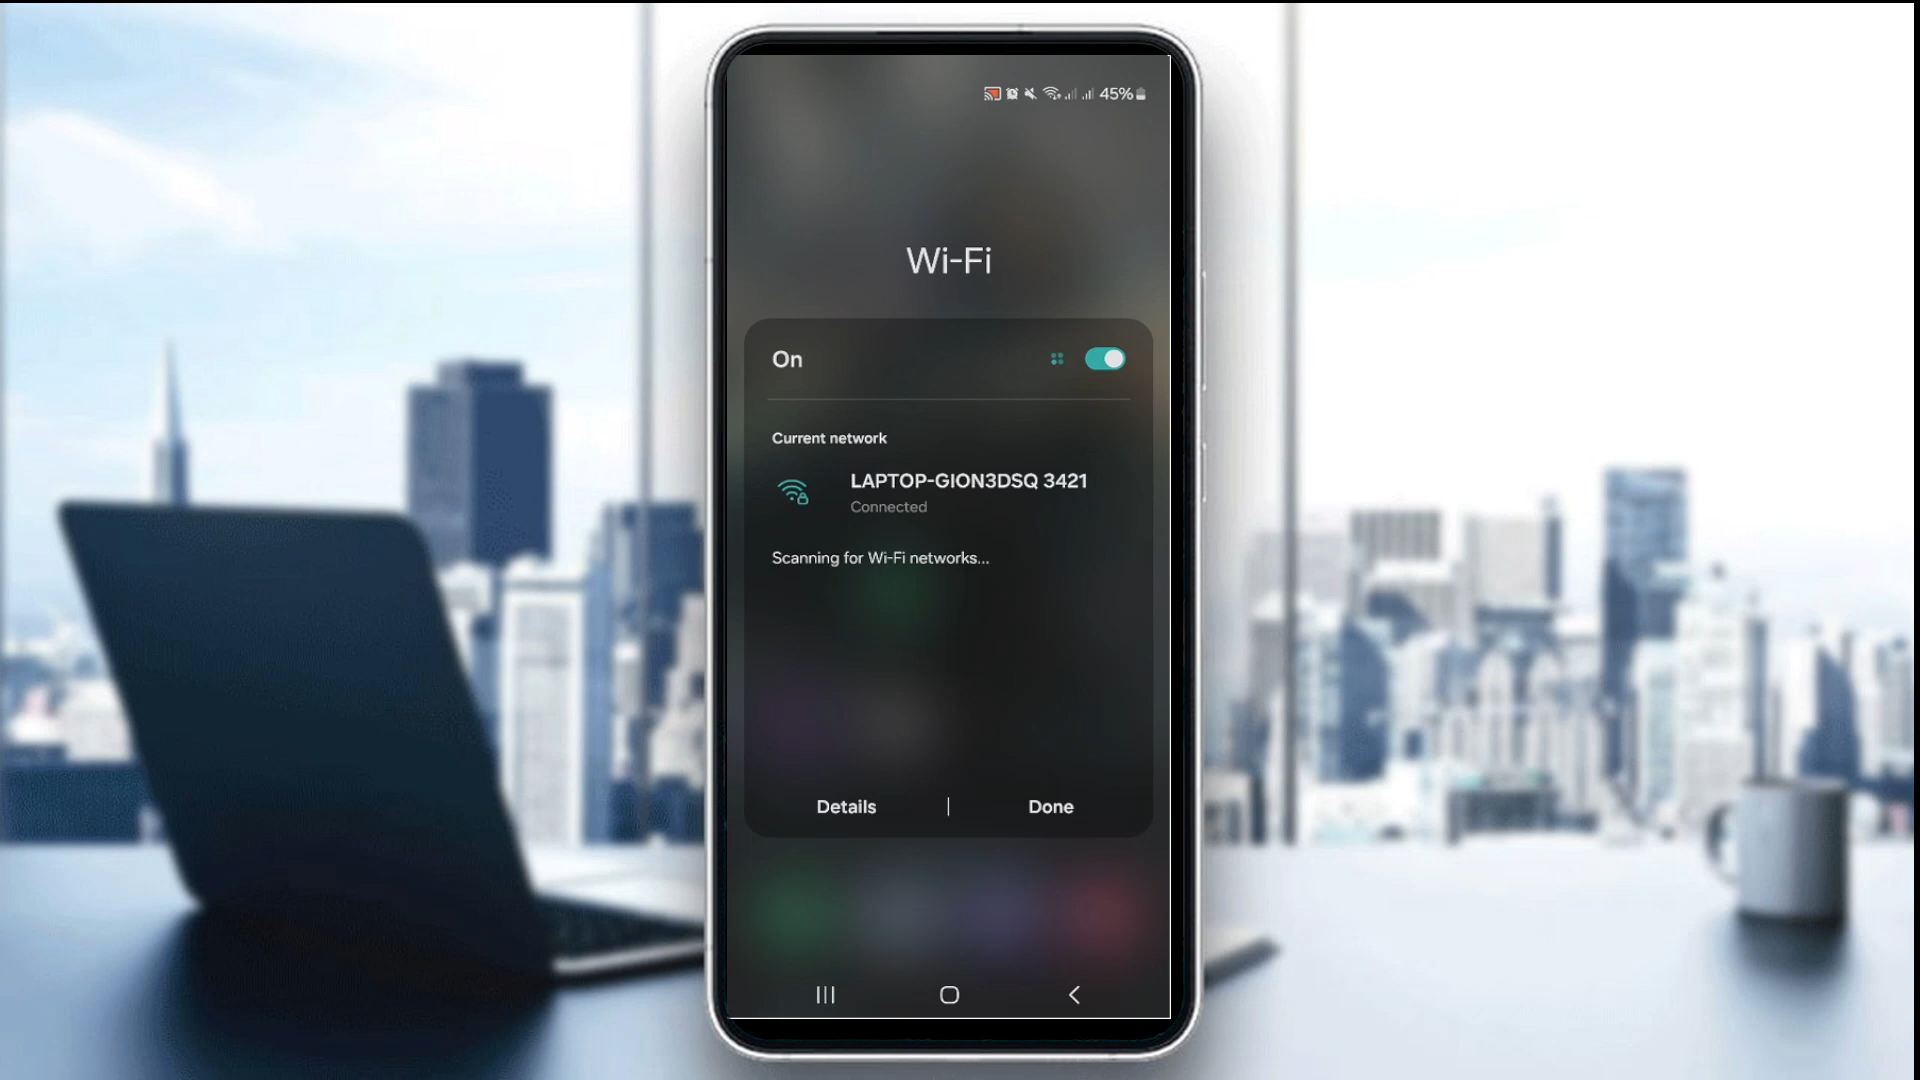 45%
Wi-Fi
On
Current network
LAPTOP-GION3DSQ 3421
Connected
Scanning for Wi-Fi networks...
Details | Done